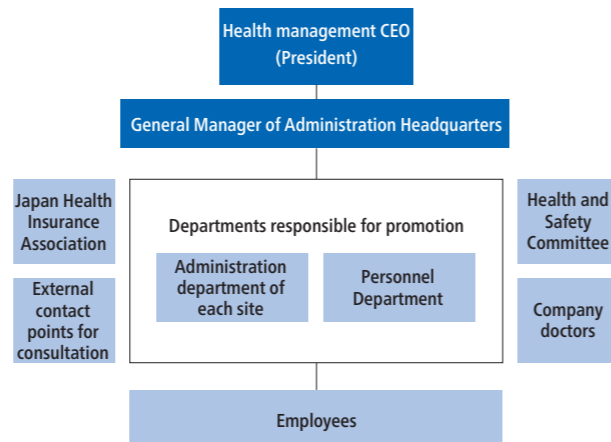 Health management CEO
(President)
General Manager of Administration Headquarters
Japan Health
Insurance
Association
External
contact
points for
consultation
Departments responsible for promotion
Administration
department of
each site
Personnel
Department
Health and
Safety
Committee
Company
doctors
Employees